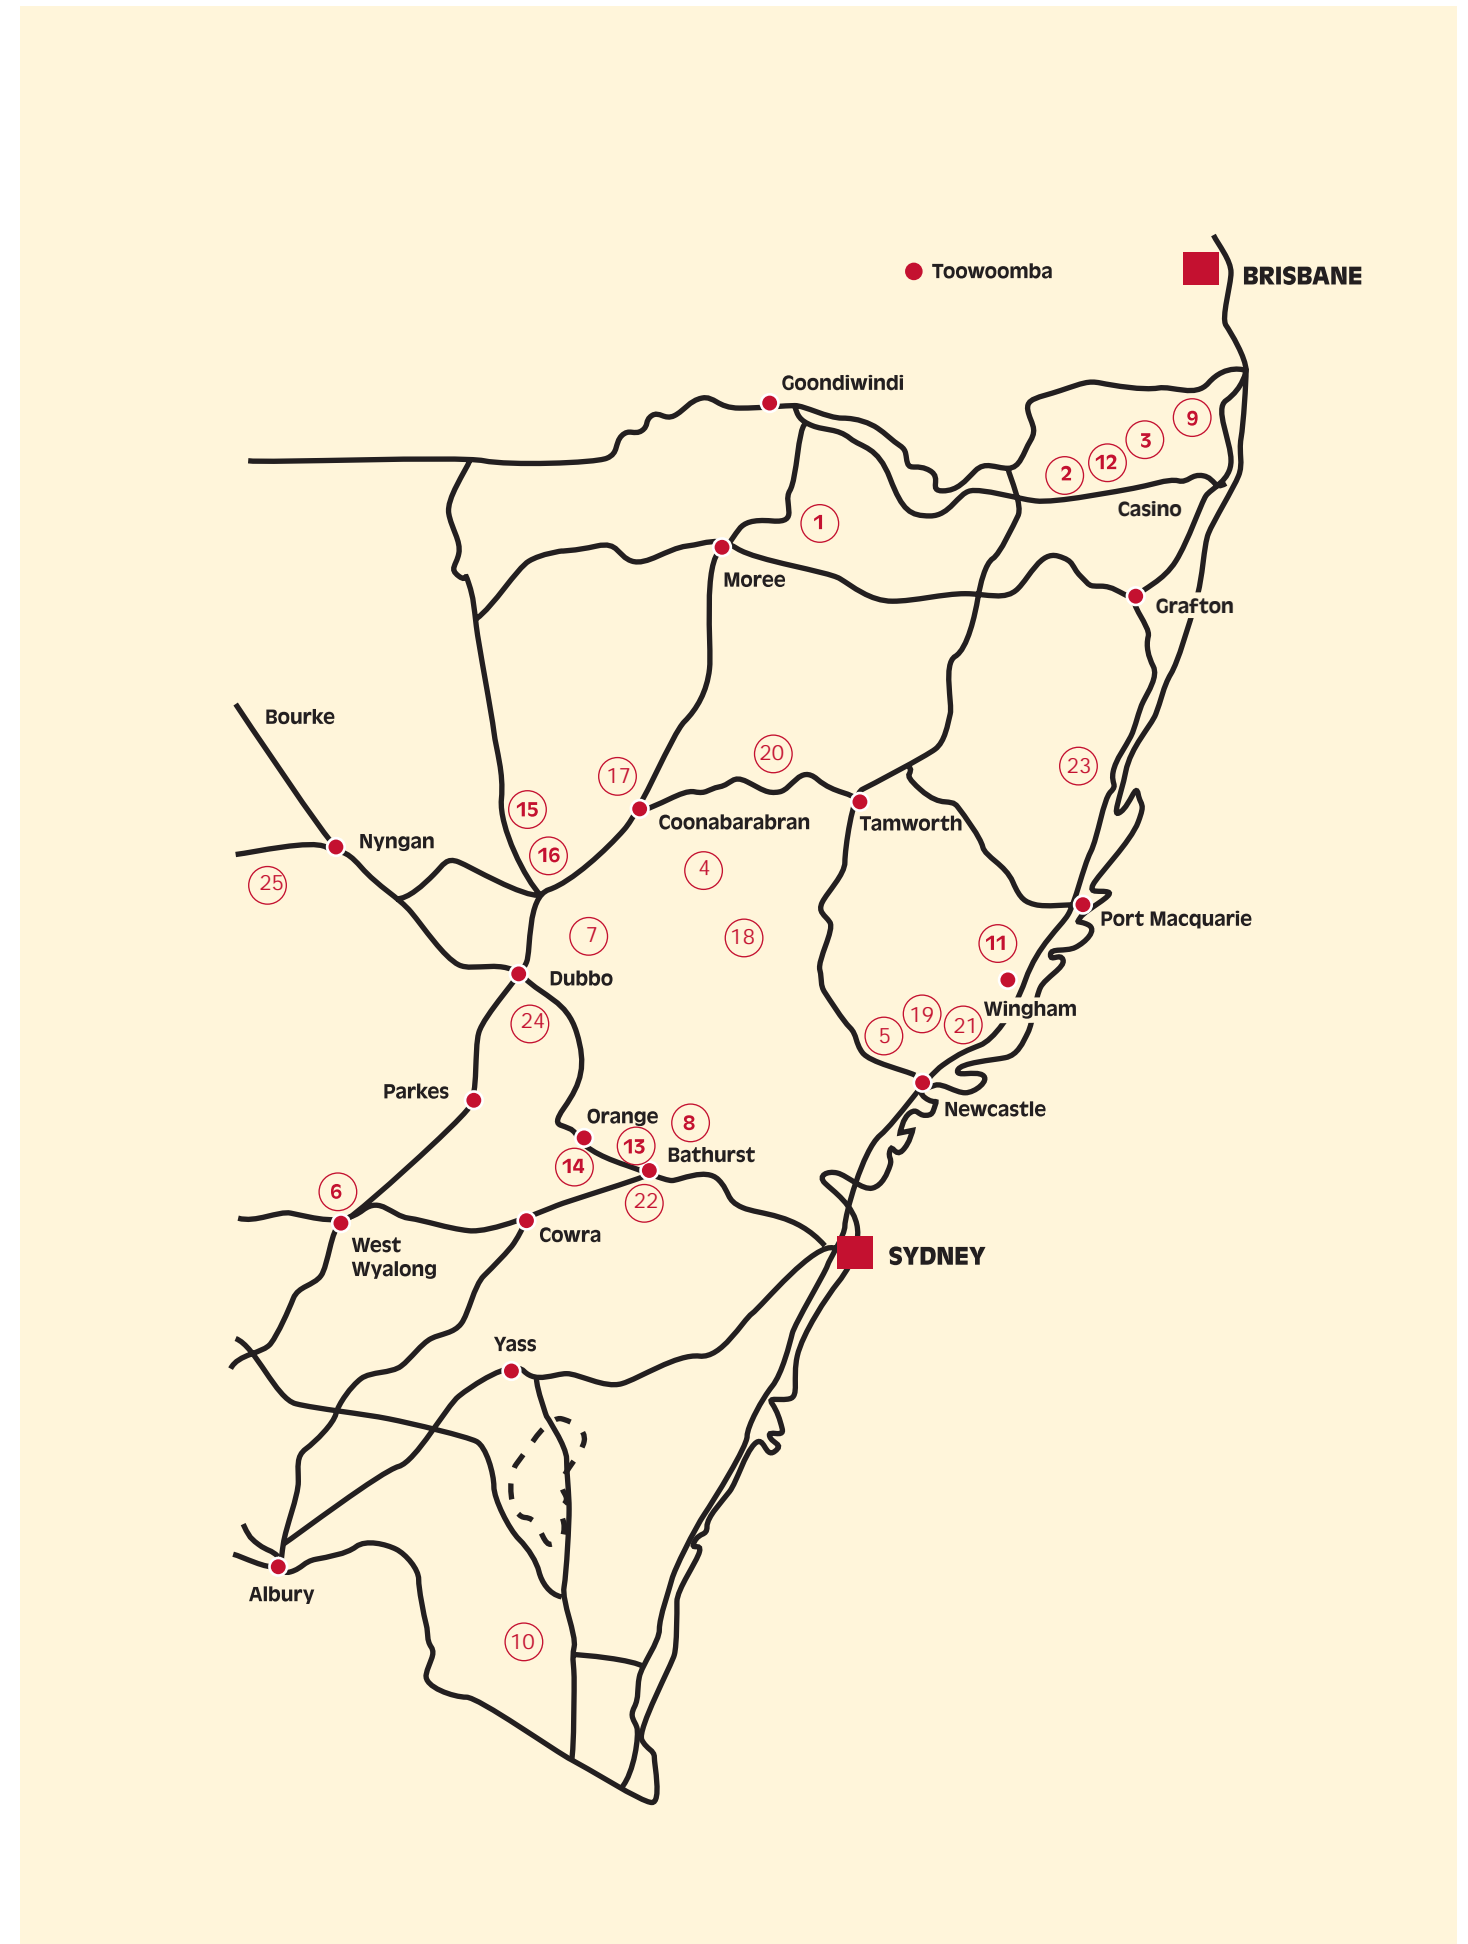 Toowoomba
BRISBANE
Goondiwindi
9
3
12
2
Casino
1
Moree
Grafton
Bourke
20
23
17
15
Coonabarabran
Tamworth
Nyngan
16
4
25
Port Macquarie
7
18
11
Dubbo
Wingham
19
24
21
5
Parkes
Newcastle
Orange
8
13
Bathurst
14
6
22
Cowra
West
Wyalong
SYDNEY
Yass
Albury
10